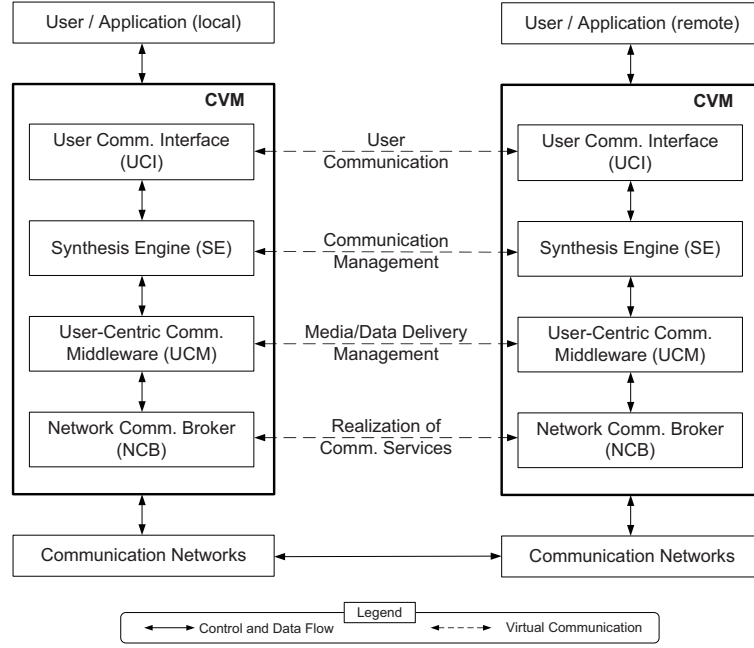 User / Application (local)
User / Application (remote)
CVM
CVM
User Comm. Interface
(UCI)
User
Communication
User Comm. Interface
(UCI)
Synthesis Engine (SE)
Communication
Management
Synthesis Engine (SE)
User-Centric Comm.
Middleware (UCM)
Media/Data Delivery
Management
User-Centric Comm.
Middleware (UCM)
Network Comm. Broker
(NCB)
Realization of
Comm. Services
Network Comm. Broker
(NCB)
Communication Networks
Communication Networks
Legend
Control and Data Flow
Virtual Communication